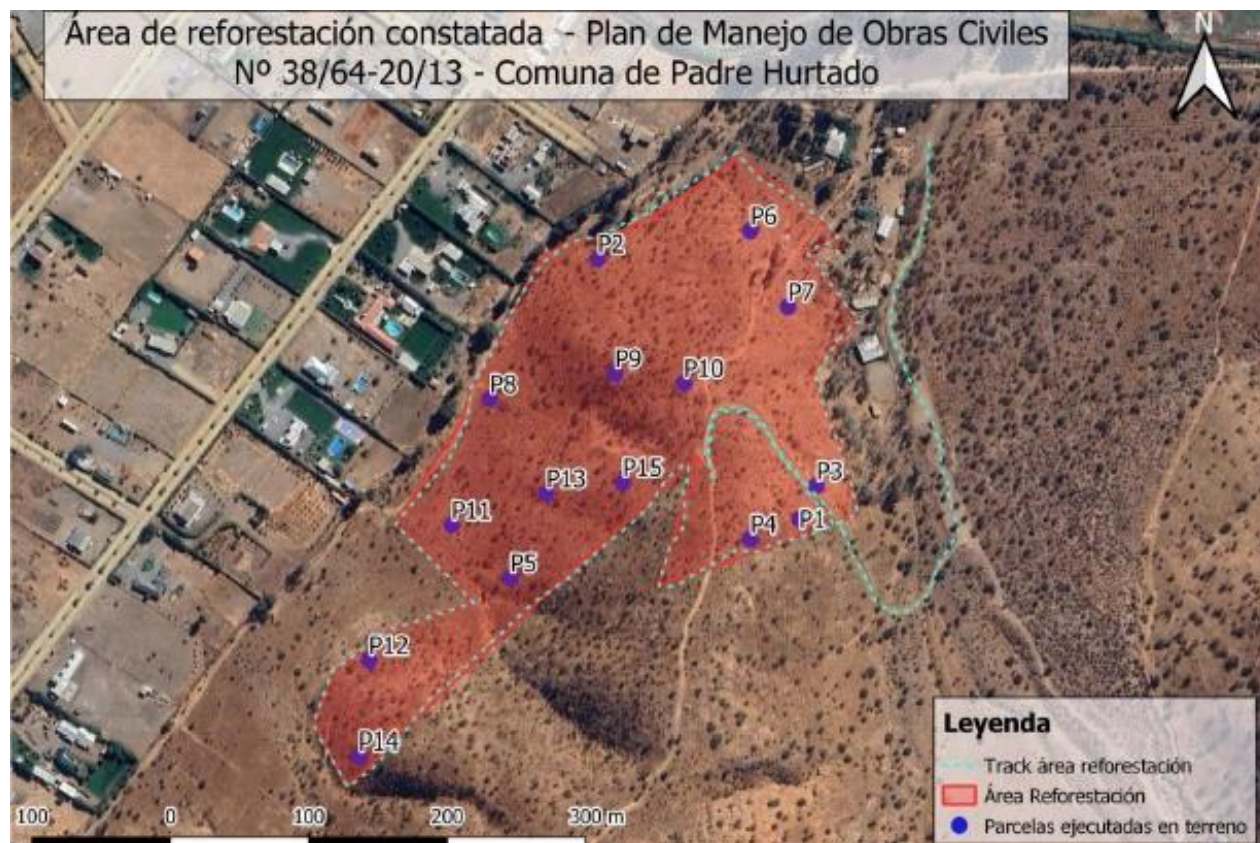 Área de reforestación constatada - Plan de Manejo de Obras Civiles
Nº 38/64-20/13 - Comuna de Padre Hurtado
N
P6
P2
P7
P9
P10
P8
P15
P3
P13
P1
P11
P4
P5
P12
P14
Leyenda
Track área reforestación
Área Reforestación
Parcelas ejecutadas en terreno
100 0 100 200 300 m